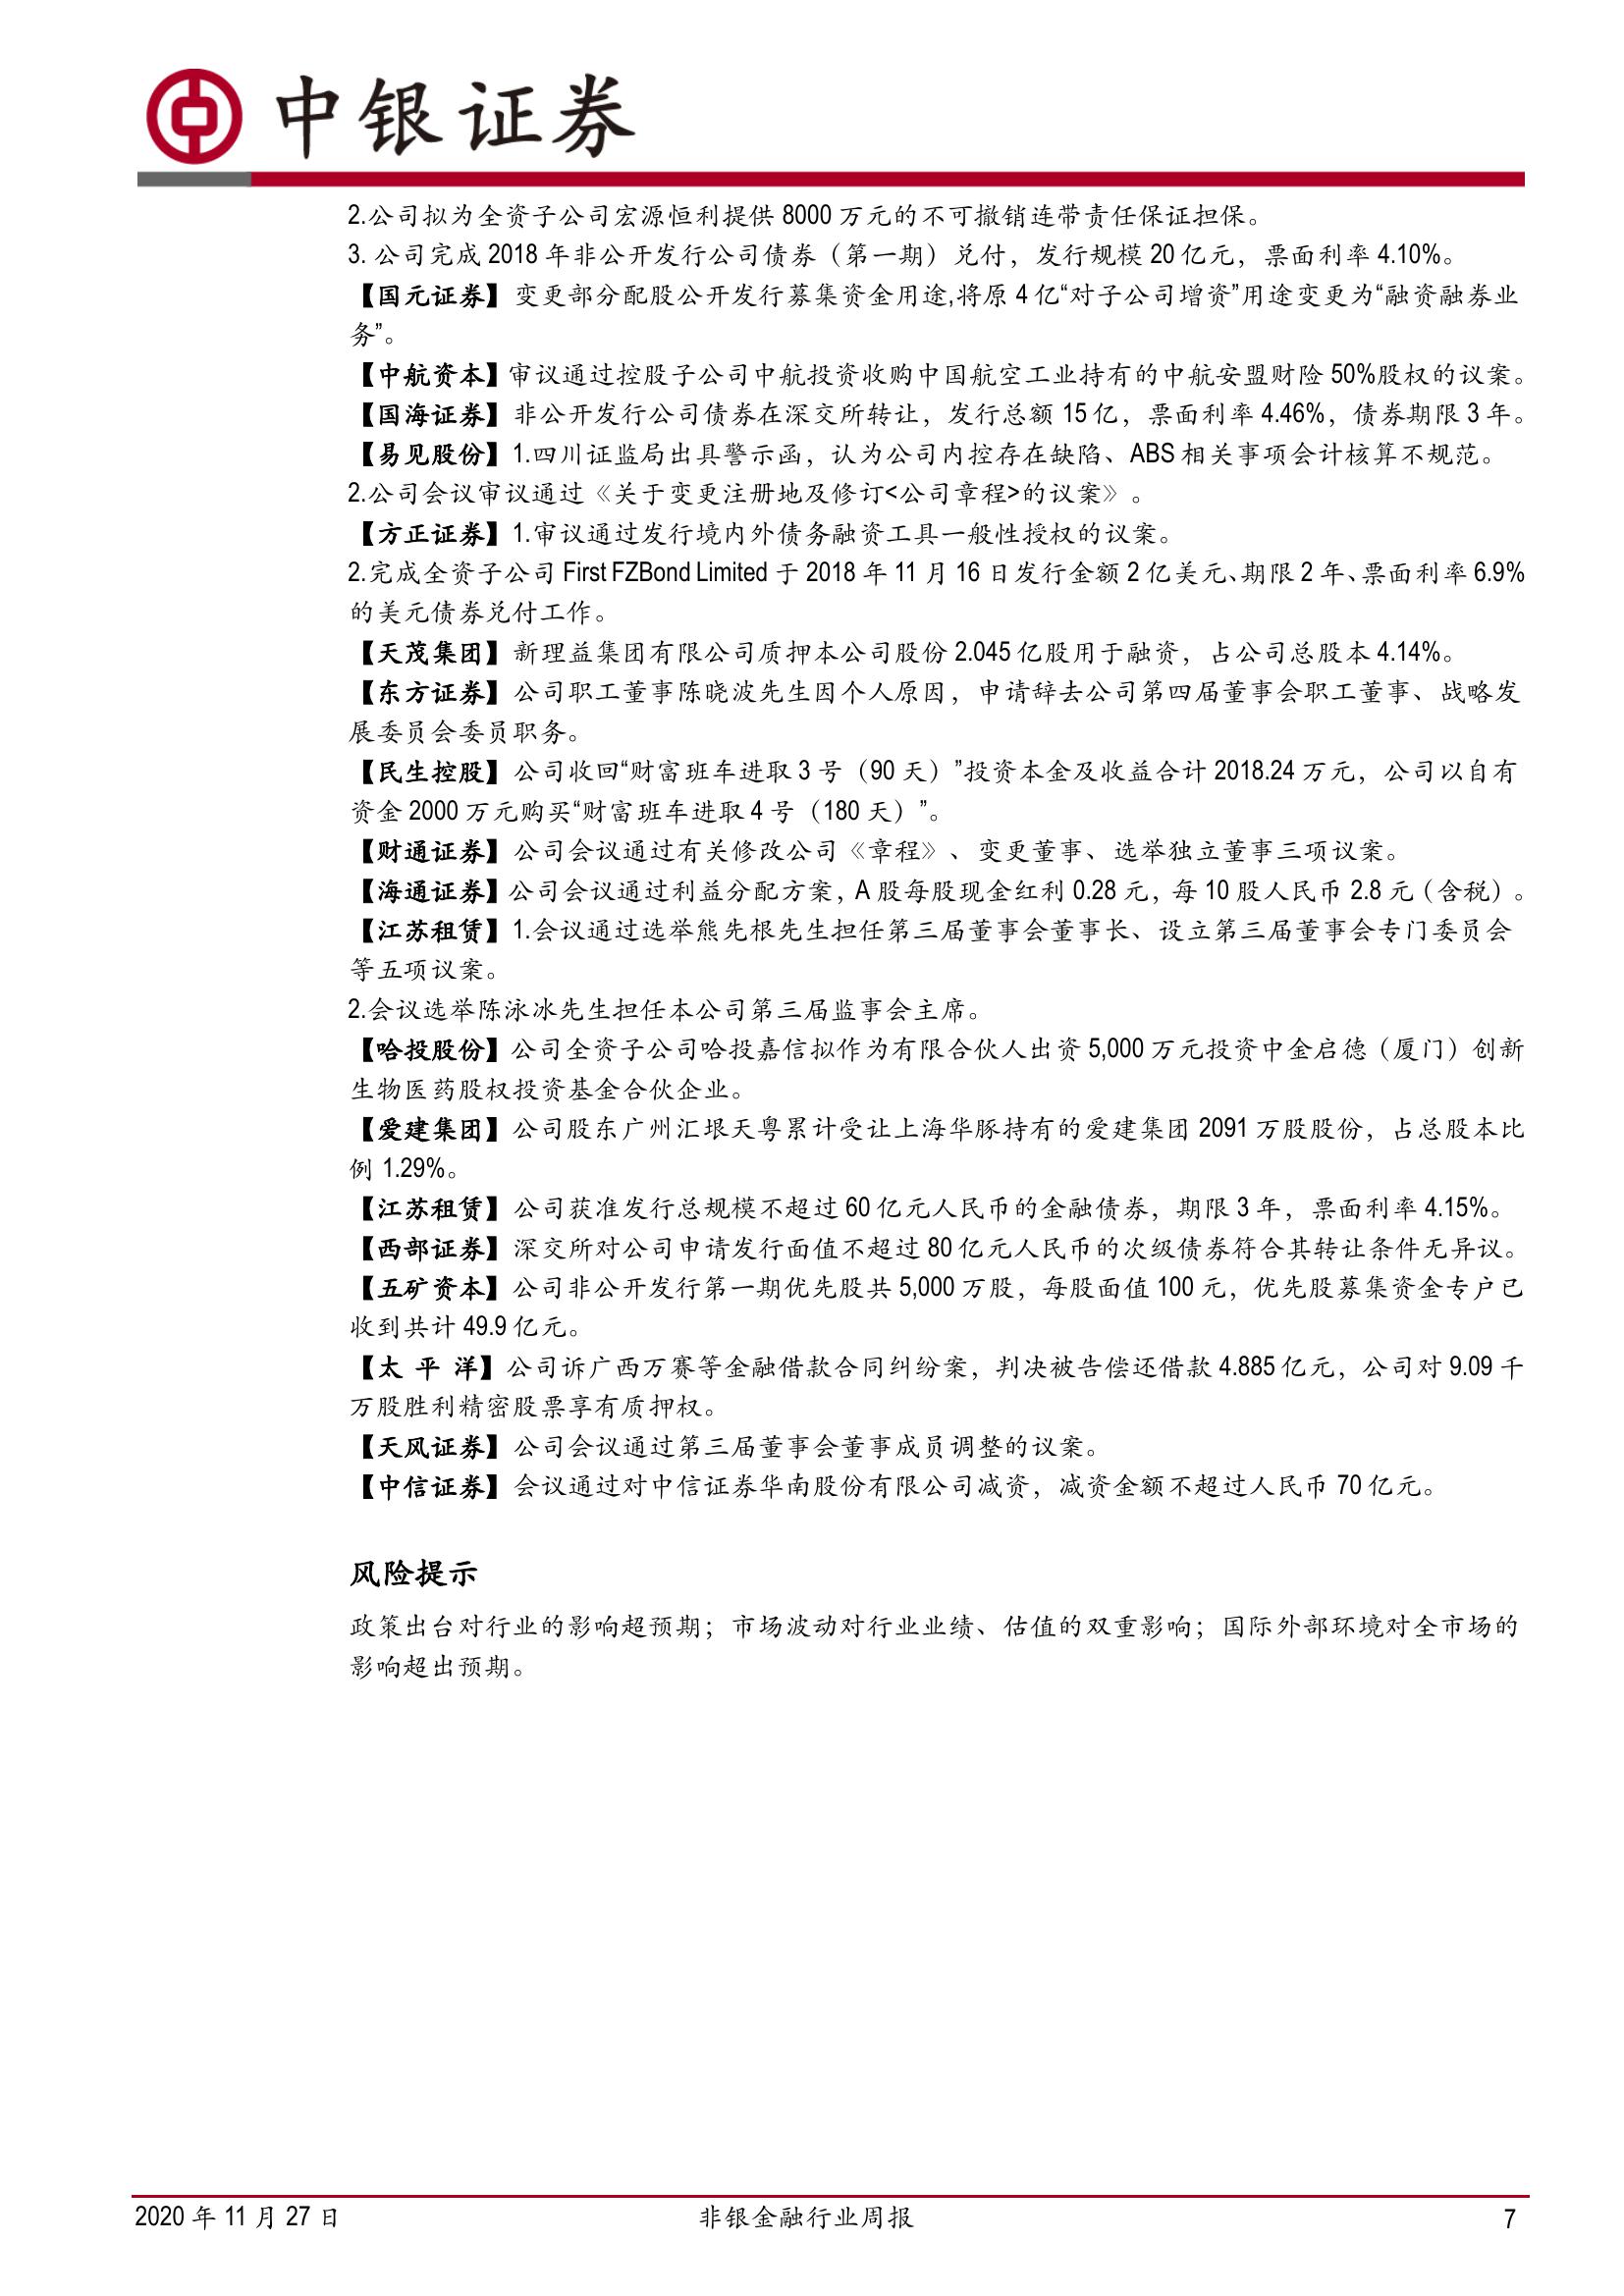 中银证券
2.公司拟为全资子公司宏源恒利提供 8000 万元的不可撤销连带责任保证担保。
3. 公司完成 2018 年非公开发行公司债券（第一期）兑付，发行规模 20 亿元，票面利率 4.10%。
【国元证券】变更部分配股公开发行募集资金用途,将原 4 亿“对子公司增资”用途变更为“融资融券业
务”。
【中航资本】审议通过控股子公司中航投资收购中国航空工业持有的中航安盟财险 50%股权的议案。
【国海证券】非公开发行公司债券在深交所转让，发行总额 15 亿，票面利率 4.46%，债券期限 3 年。
【易见股份】1.四川证监局出具警示函，认为公司内控存在缺陷、ABS 相关事项会计核算不规范。
2.公司会议审议通过《关于变更注册地及修订<公司章程>的议案》。
【方正证券】1.审议通过发行境内外债务融资工具一般性授权的议案。
2.完成全资子公司 First FZBond Limited 于 2018 年 11 月 16 日发行金额 2 亿美元、期限 2 年、票面利率 6.9%
的美元债券兑付工作。
【天茂集团】新理益集团有限公司质押本公司股份 2.045 亿股用于融资，占公司总股本 4.14%。
【东方证券】公司职工董事陈晓波先生因个人原因，申请辞去公司第四届董事会职工董事、战略发
展委员会委员职务。
【民生控股】公司收回“财富班车进取 3 号（90 天）”投资本金及收益合计 2018.24 万元，公司以自有
资金 2000 万元购买“财富班车进取 4 号（180 天）”。
【财通证券】公司会议通过有关修改公司《章程》、变更董事、选举独立董事三项议案。
【海通证券】公司会议通过利益分配方案，A 股每股现金红利 0.28 元，每 10 股人民币 2.8 元（含税）。
【江苏租赁】1.会议通过选举熊先根先生担任第三届董事会董事长、设立第三届董事会专门委员会
等五项议案。
2.会议选举陈泳冰先生担任本公司第三届监事会主席。
【哈投股份】公司全资子公司哈投嘉信拟作为有限合伙人出资 5,000 万元投资中金启德（厦门）创新
生物医药股权投资基金合伙企业。
【爱建集团】公司股东广州汇垠天粤累计受让上海华豚持有的爱建集团 2091 万股股份，占总股本比
例 1.29%。
【江苏租赁】公司获准发行总规模不超过 60 亿元人民币的金融债券，期限 3 年，票面利率 4.15%。
【西部证券】深交所对公司申请发行面值不超过 80 亿元人民币的次级债券符合其转让条件无异议。
【五矿资本】公司非公开发行第一期优先股共 5,000 万股，每股面值 100 元，优先股募集资金专户已
收到共计 49.9 亿元。
【太 平 洋】公司诉广西万赛等金融借款合同纠纷案，判决被告偿还借款 4.885 亿元，公司对 9.09 千
万股胜利精密股票享有质押权。
【天风证券】公司会议通过第三届董事会董事成员调整的议案。
【中信证券】会议通过对中信证券华南股份有限公司减资，减资金额不超过人民币 70 亿元。
风险提示
政策出台对行业的影响超预期；市场波动对行业业绩、估值的双重影响；国际外部环境对全市场的
影响超出预期。
2020 年 11 月 27 日
非银金融行业周报
7